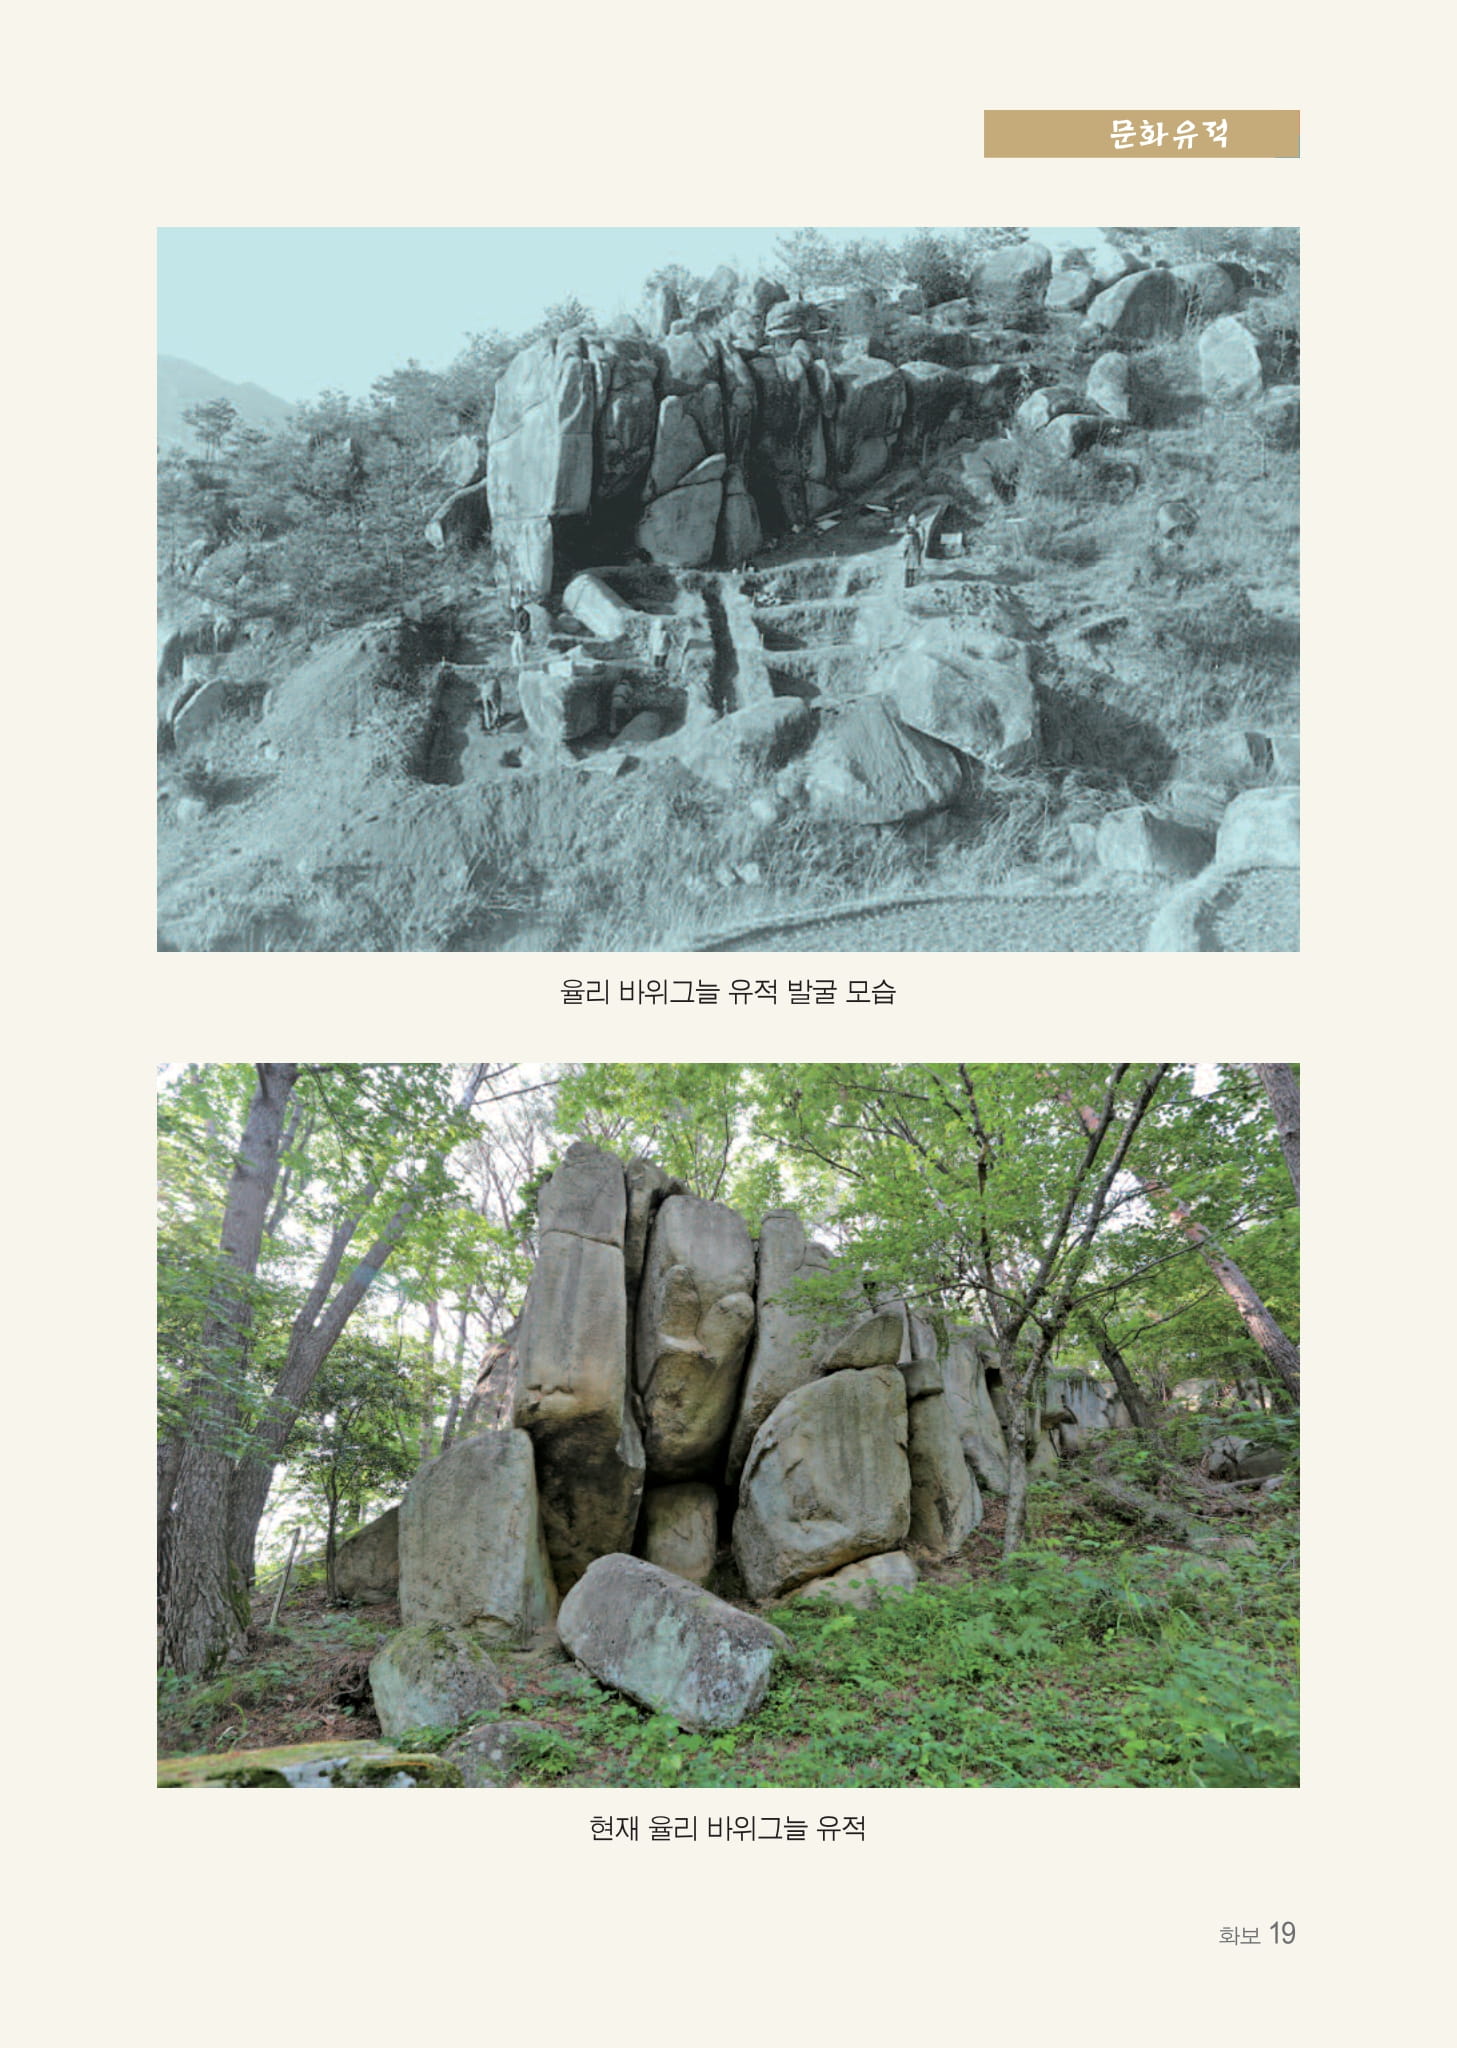 문화유적
율리 바위그늘 유적 발굴 모습
현재 율리 바위그늘 유적
화보 19